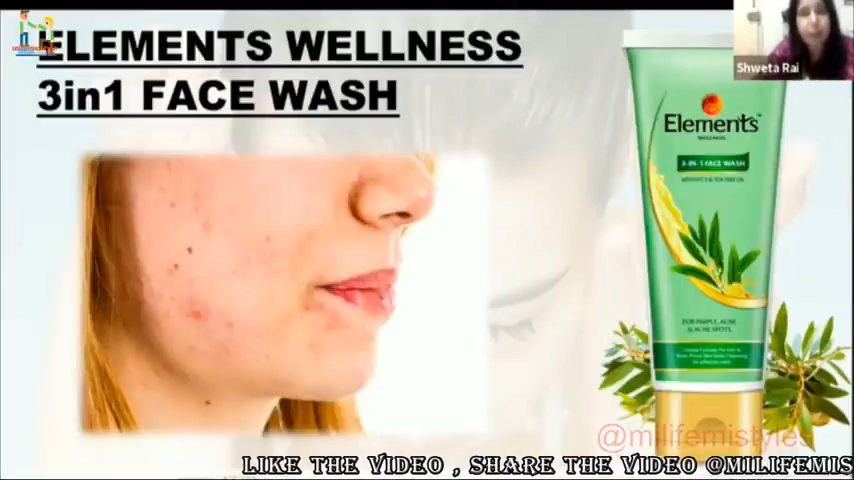 ELEMENTS WELLNESS
3in1 FACE WASH
Shweta Rai
Elements
WELLNESS
3-IN-1 FACE WASH
FOR PIMPLE, ACNE
& ACNE SPOTS
@milifemistyles
LIKE THE VIDEO , SHARE THE VIDEO @MILIFEMIS